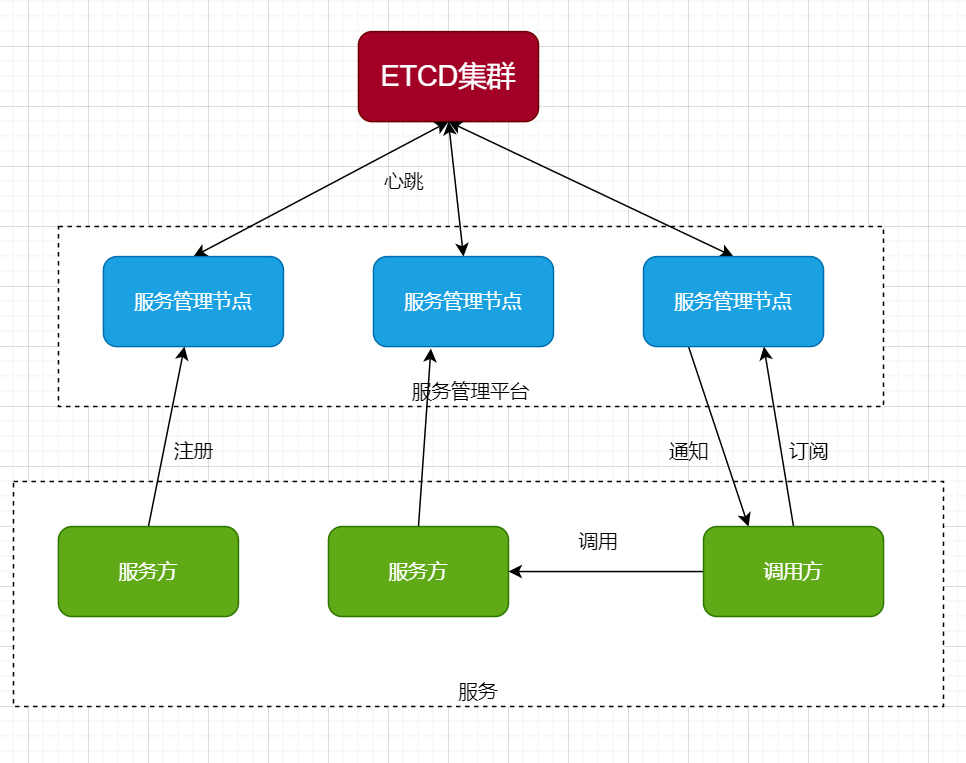 ETCD集群
心跳
服务管理节点
服务管理节点
服务管理节点
服务管理平台
注册
通知
订阅
调用
服务方
服务方
调用方
服务